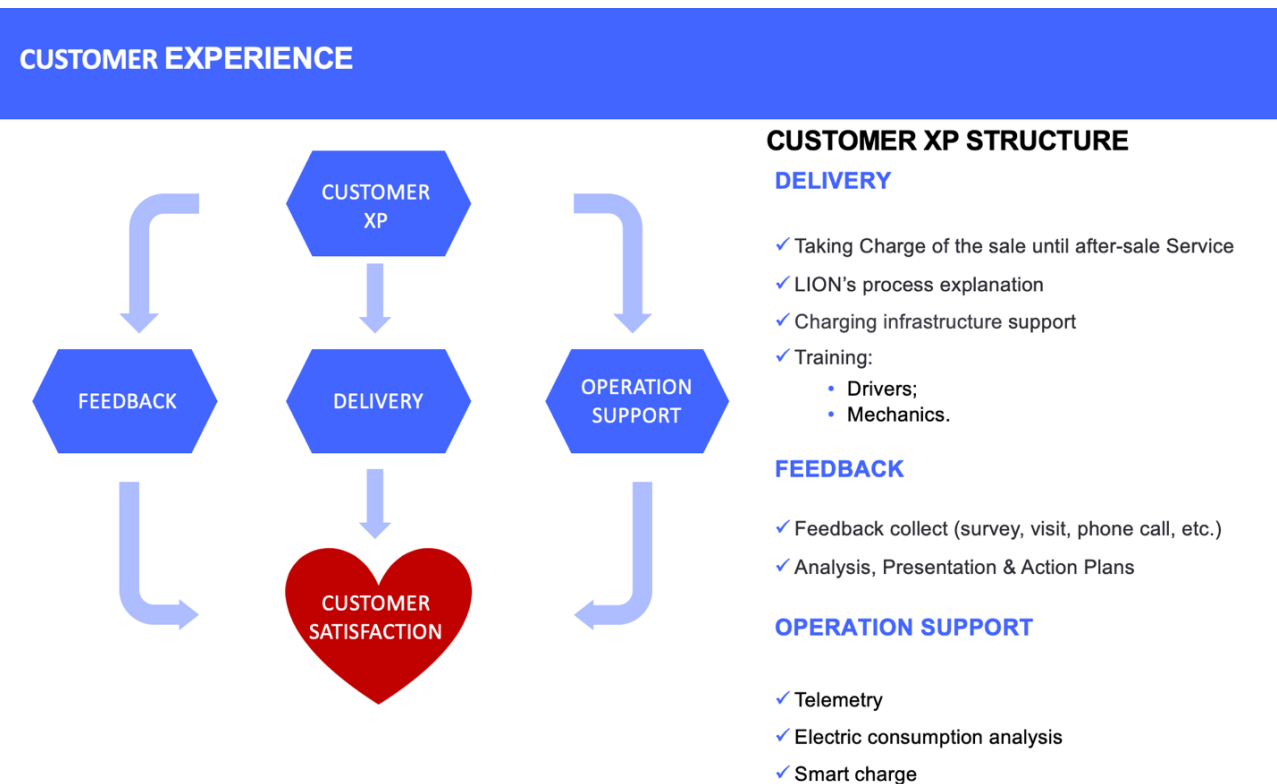 CUSTOMER EXPERIENCE
CUSTOMER
XP
FEEDBACK
DELIVERY
OPERATION
SUPPORT
CUSTOMER
SATISFACTION
CUSTOMER XP STRUCTURE
DELIVERY
✓ Taking Charge of the sale until after-sale Service
✓ LION’s process explanation
✓ Charging infrastructure support
✓ Training:
• Drivers;
• Mechanics.
FEEDBACK
✓ Feedback collect (survey, visit, phone call, etc.)
✓ Analysis, Presentation & Action Plans
OPERATION SUPPORT
✓ Telemetry
✓ Electric consumption analysis
✓ Smart charge